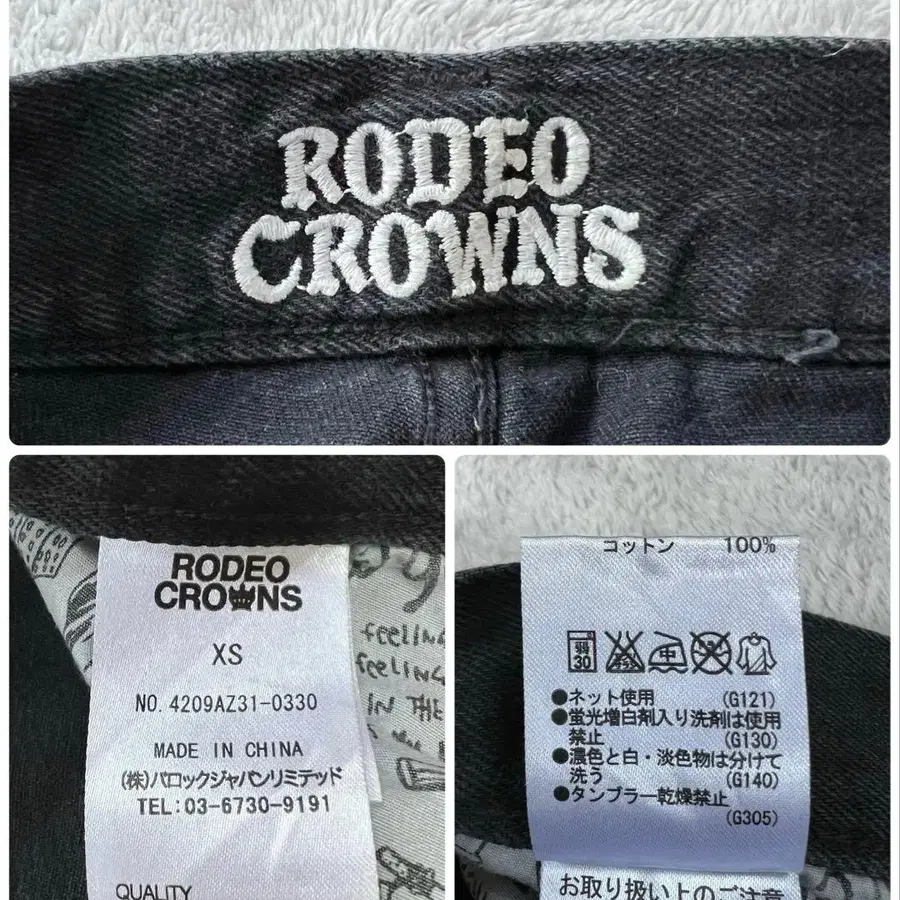 RODEO
CROWNS
RODEO
CROWNS
XS
NO. 4209AZ31-0330
MADE IN CHINA
(株)バロックジャパンリミテッド
TEL:03-6730-9191
QUALITY
feeling
feeling
IN THE
コットン 100%
弱
30
中
●ネット使用 (G121)
●蛍光増白剤入り洗剤は使用
禁止 (G130)
●濃色と白・淡色物は分けて
洗う (G140)
●タンブラー乾燥禁止
(G305)
お取り扱い上のご注意